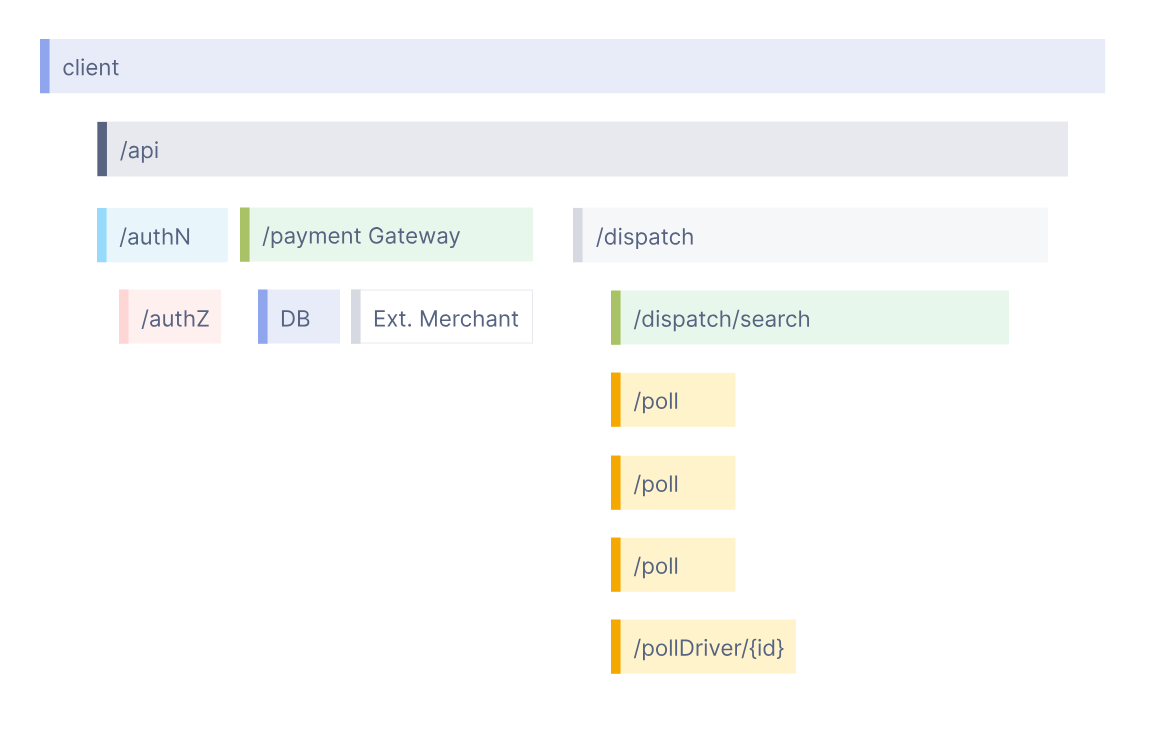 client
/api
/authN
/payment Gateway
/dispatch
/authZ
DB
Ext. Merchant
/dispatch/search
/poll
/poll
/poll
/pollDriver/{id}